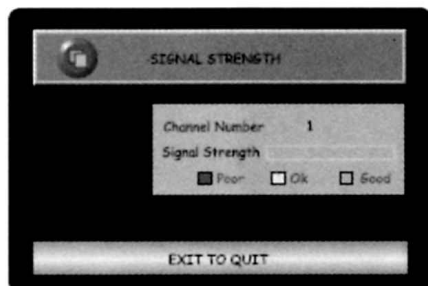 SIGNAL STRENGTH
Channel Number 1
Signal Strength
Poor Ok Good
EXIT TO QUIT